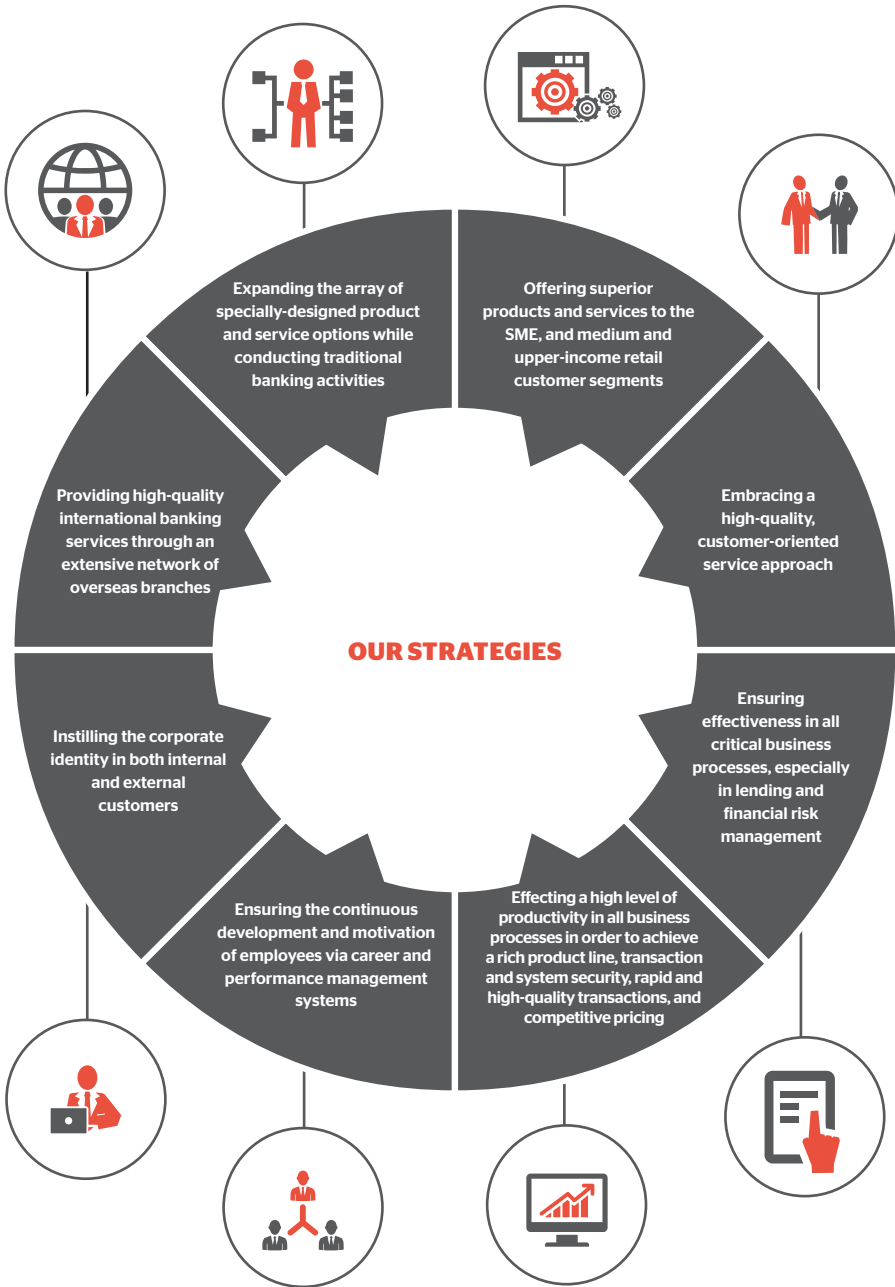 Expanding the array of
specially-designed product
and service options while
conducting traditional
banking activities
Offering superior
products and services to the
SME, and medium and
upper-income retail
customer segments
Providing high-quality
international banking
services through an
extensive network of
overseas branches
Embracing a
high-quality,
customer-oriented
service approach
OUR STRATEGIES
Instilling the corporate
identity in both internal
and external
customers
Ensuring
effectiveness in all
critical business
processes, especially
in lending and
financial risk
management
Ensuring the continuous
development and motivation
of employees via career and
performance management
systems
Effecting a high level of
productivity in all business
processes in order to achieve
a rich product line, transaction
and system security, rapid and
high-quality transactions, and
competitive pricing